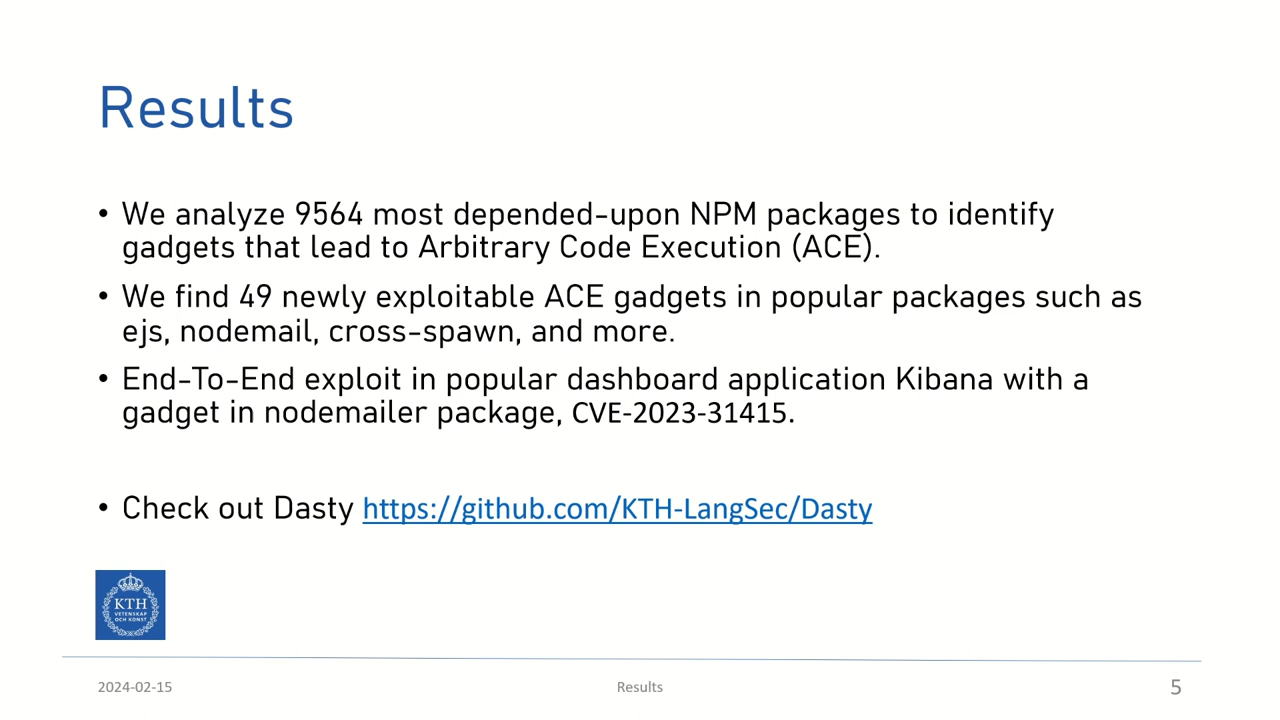 Results
• We analyze 9564 most depended-upon NPM packages to identify
gadgets that lead to Arbitrary Code Execution (ACE).
• We find 49 newly exploitable ACE gadgets in popular packages such as
ejs, nodemail, cross-spawn, and more.
• End-To-End exploit in popular dashboard application Kibana with a
gadget in nodemailer package, CVE-2023-31415.
• Check out Dasty https://github.com/KTH-LangSec/Dasty
KTH
VETENSKAP
OCH KONST
2024-02-15
Results
5